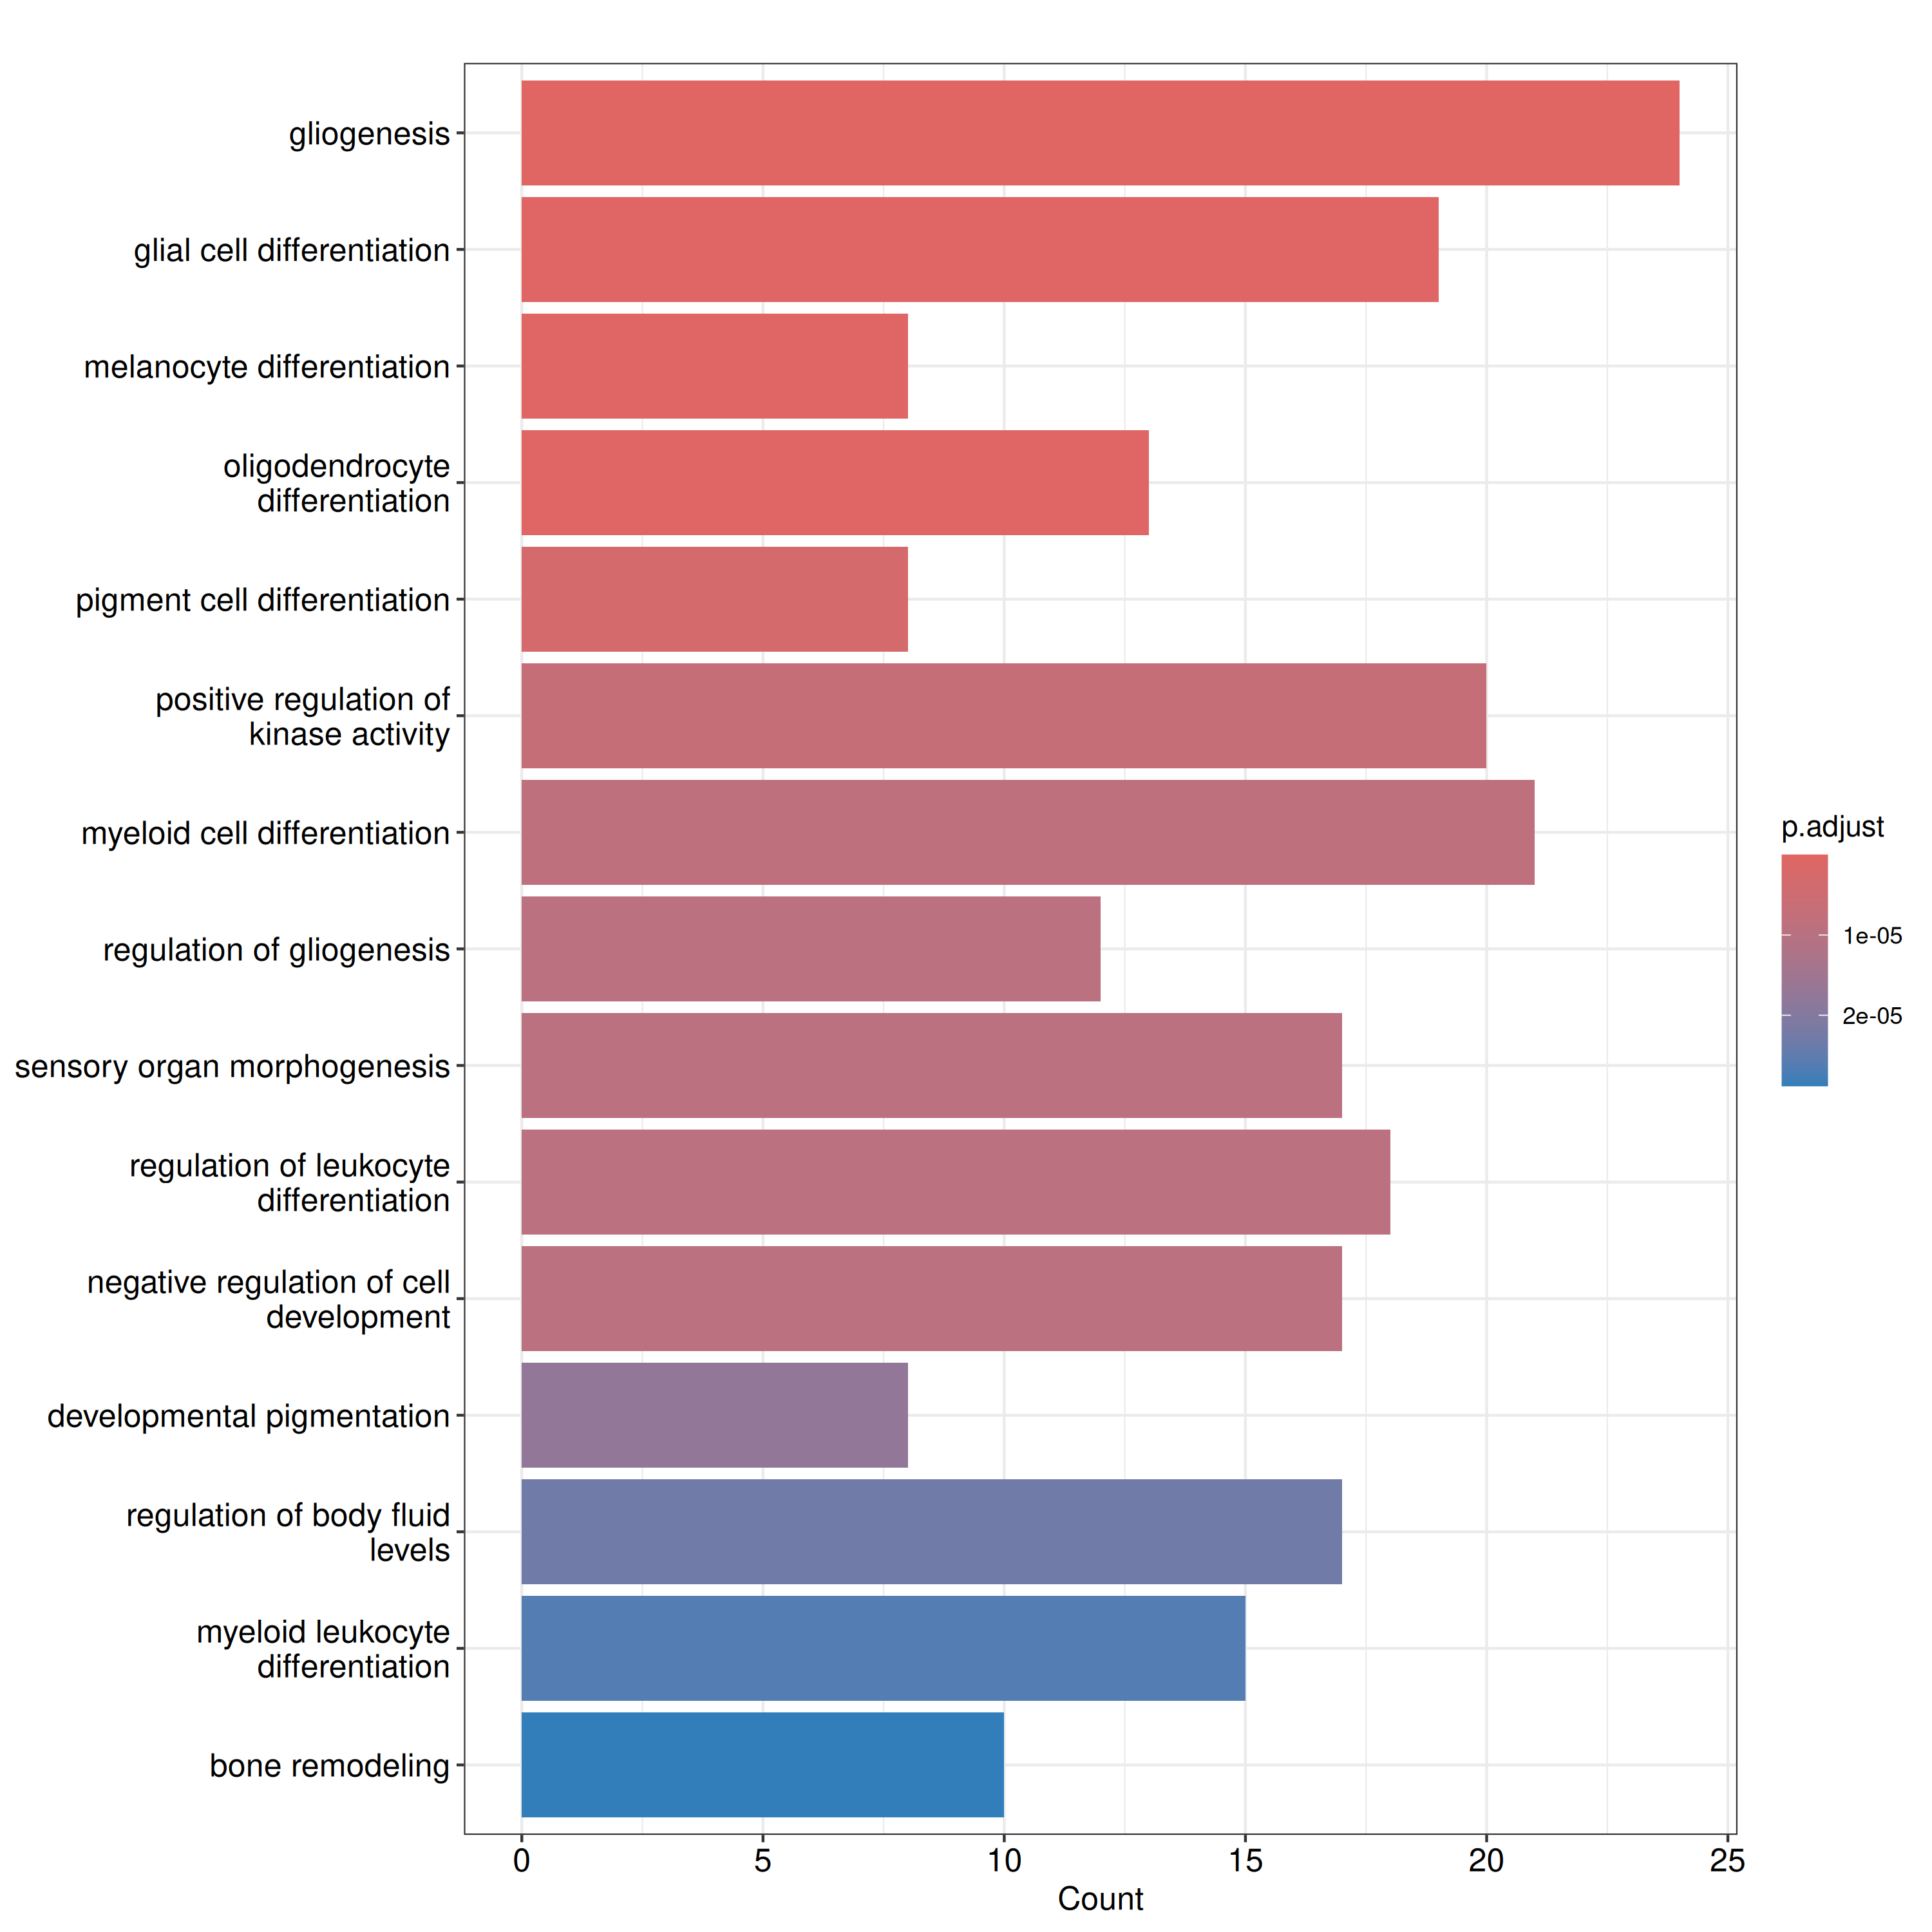 gliogenesis
glial cell differentiation
melanocyte differentiation
oligodendrocyte
differentiation
pigment cell differentiation
positive regulation of
kinase activity
myeloid cell differentiation
regulation of gliogenesis
sensory organ morphogenesis
regulation of leukocyte
differentiation
negative regulation of cell
development
developmental pigmentation
regulation of body fluid
levels
myeloid leukocyte
differentiation
bone remodeling
0 5 10 15 20 25
Count
p.adjust
1e-05
2e-05